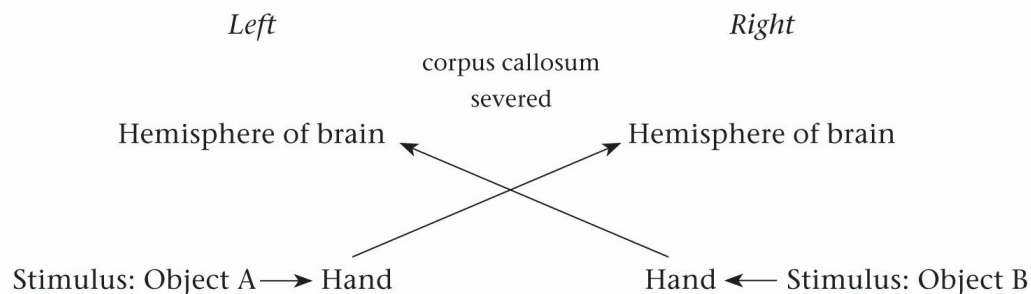 Left Right
corpus callosum
severed
Hemisphere of brain Hemisphere of brain
Stimulus: Object A Hand Hand Stimulus: Object B